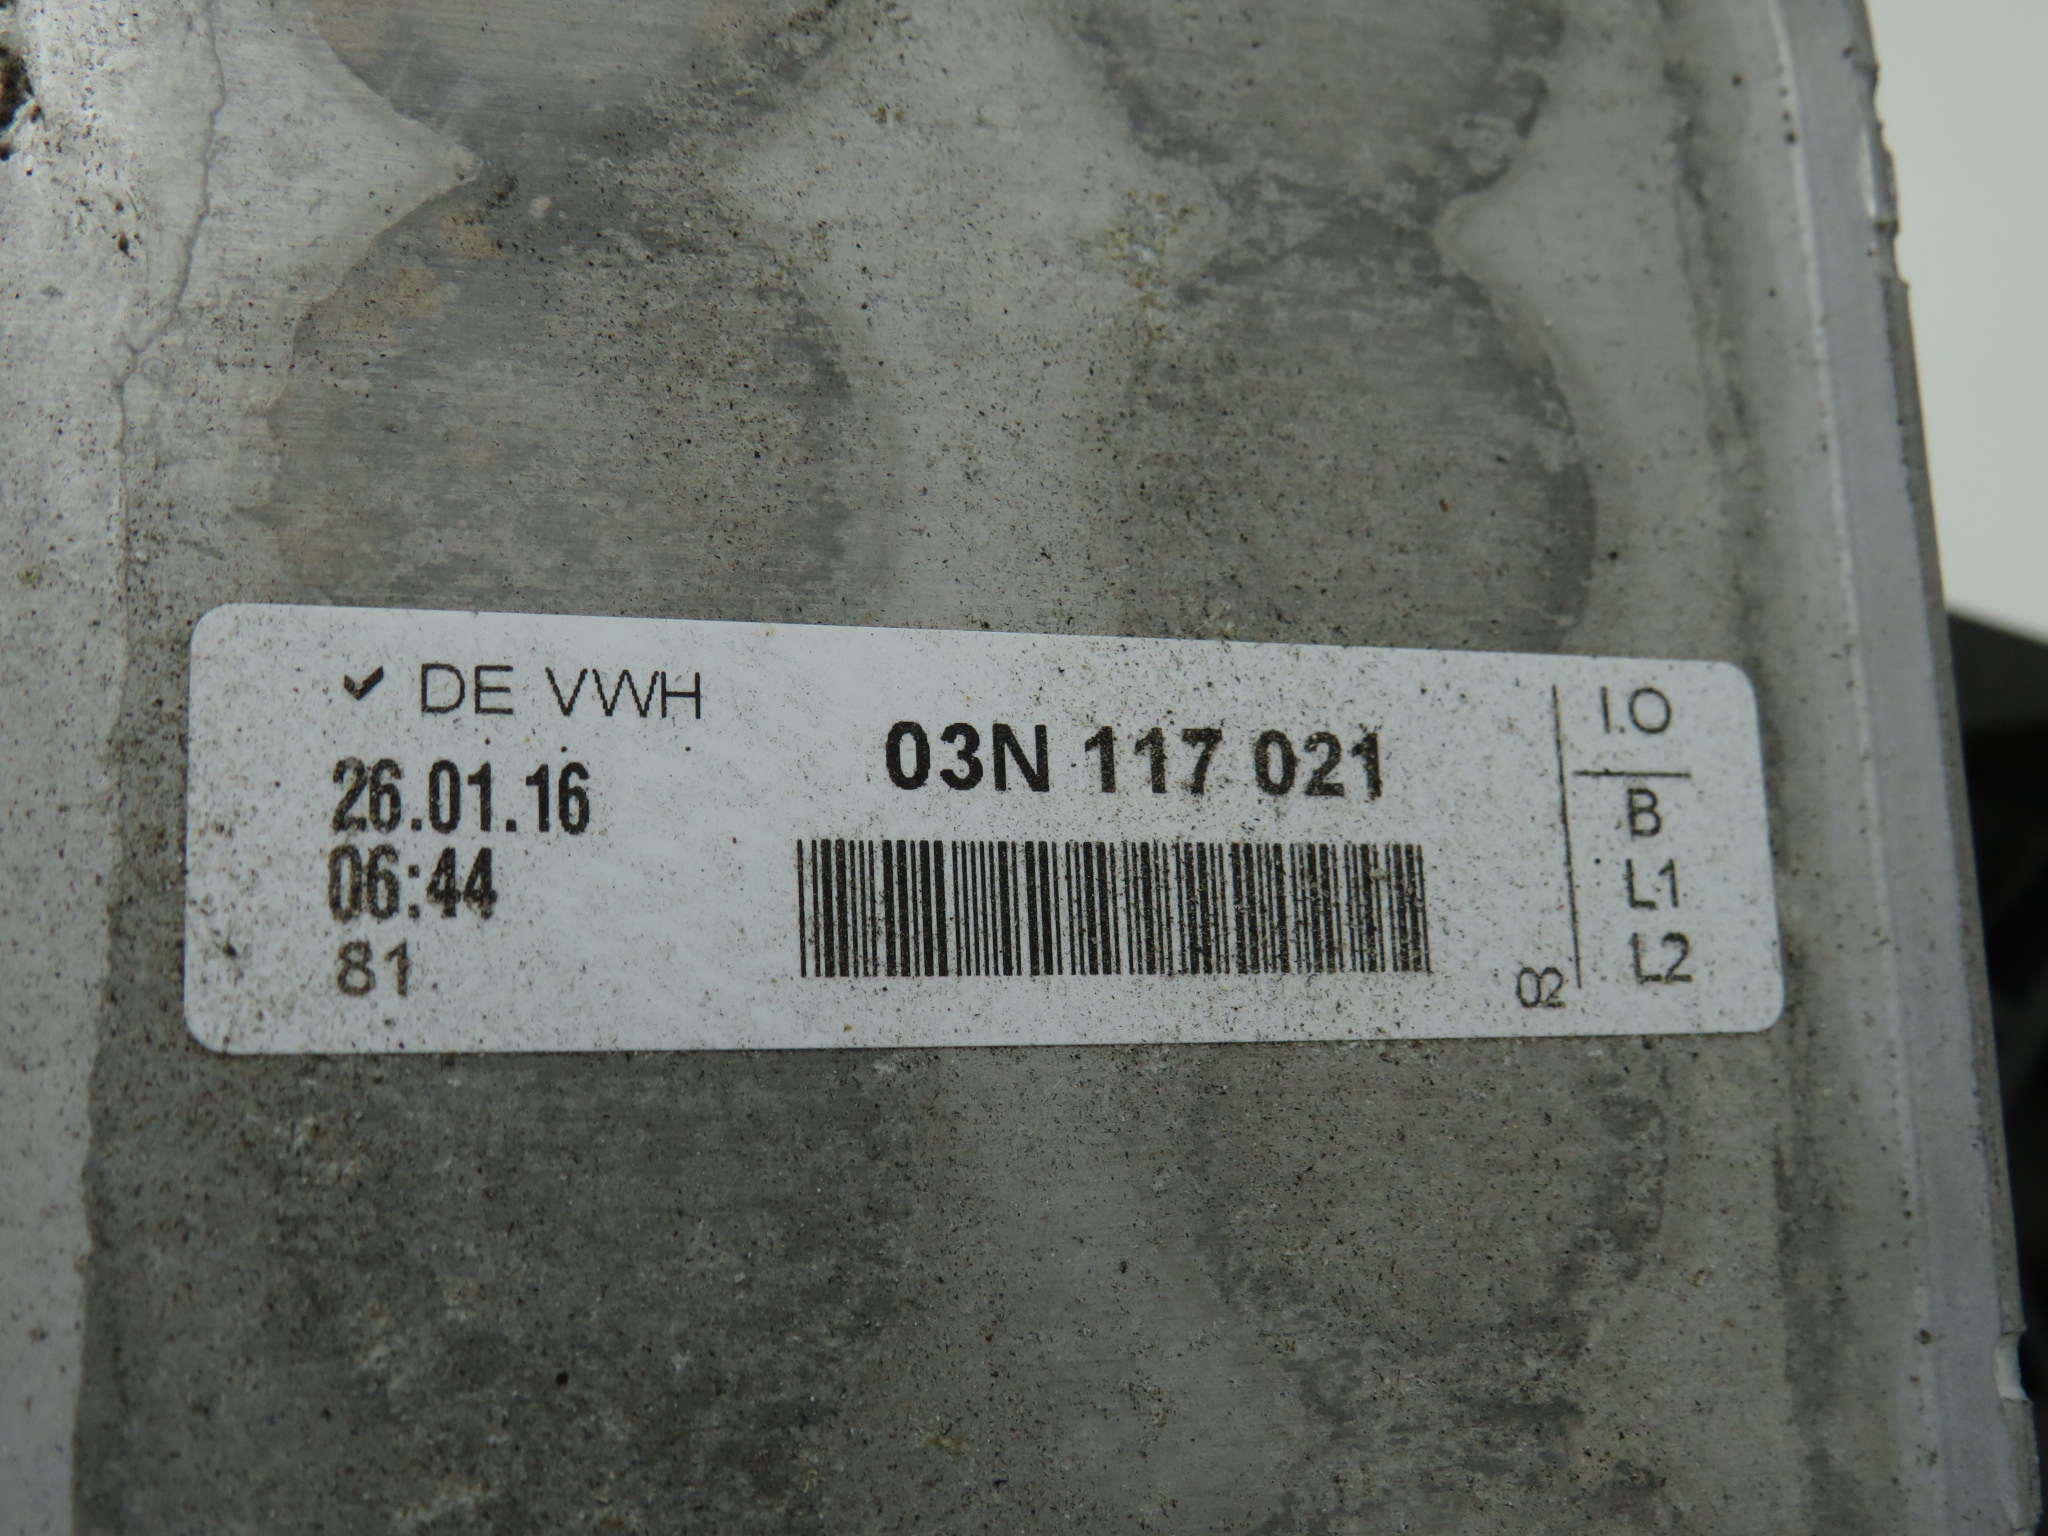 ✓ DE VWH
26.01.16
06:44
81
03N 117 021
02
I.O
B
L1
L2